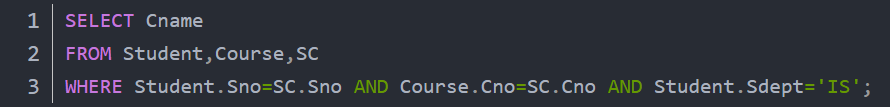 1 SELECT Cname
2 FROM Student,Course,SC
3 WHERE Student.Sno=SC.Sno AND Course.Cno=SC.Cno AND Student.Sdept='IS';